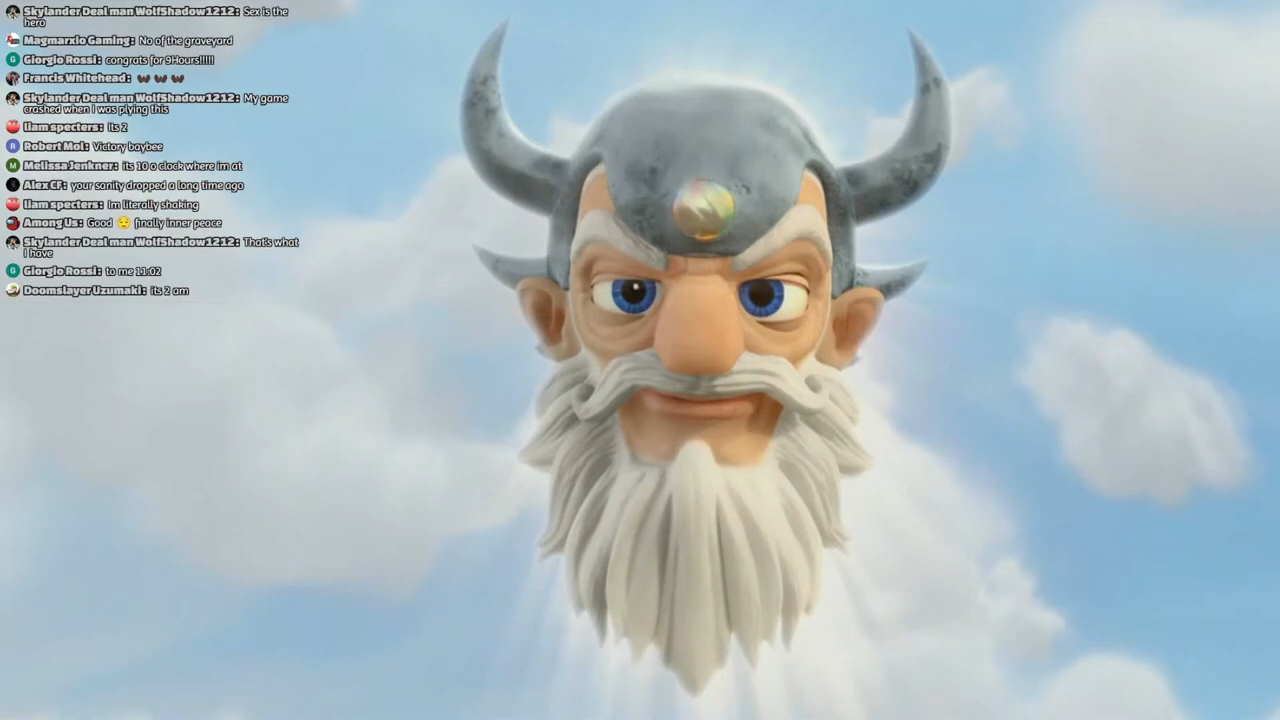 Skylander Deal man WolfShadow1212: Sex is the
hero
Magmarxio Gaming: No of the graveyard
Giorgio Rossi: congrats for 9Hours!!!!!
Francis Whitehead:
Skylander Deal man WolfShadow1212: My game
crashed when I was plying this
liam specters: its 2
Robert Mol: Victory baybee
Melissa Jenkner: its 10 o clock where im at
Alex CF: your sanity dropped a long time ago
liam specters: Im literally shaking
Among Us: Good 😌 finally inner peace
Skylander Deal man WolfShadow1212: That's what
I have
Giorgio Rossi: to me 11:02
Doomslayer Uzumaki: its 2 am